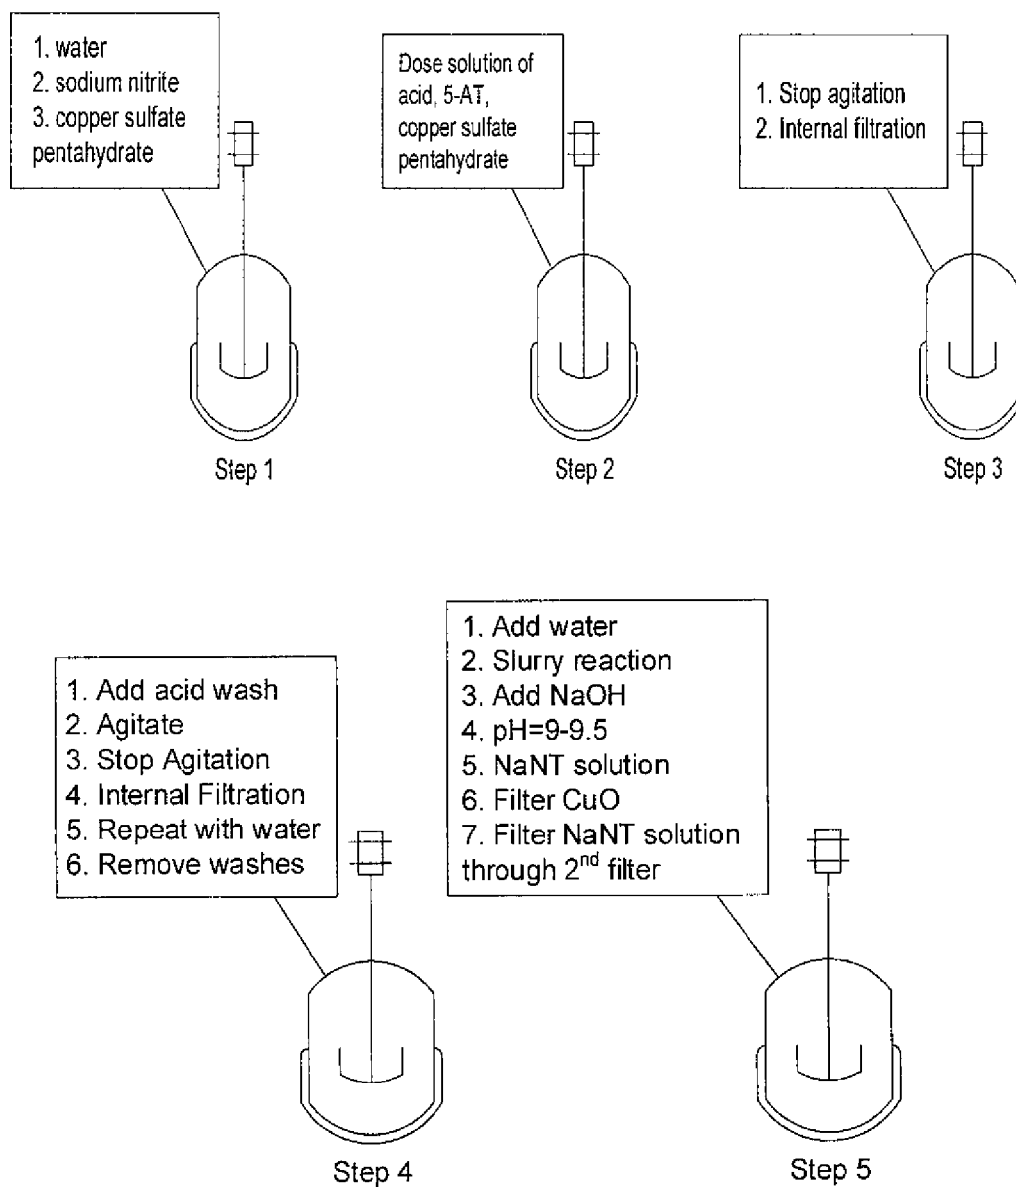 1. water
2. sodium nitrite
3. copper sulfate
pentahydrate
Step 1
Dose solution of
acid, 5-AT,
copper sulfate
pentahydrate
Step 2
1. Stop agitation
2. Internal filtration
Step 3
1. Add acid wash
2. Agitate
3. Stop Agitation
4. Internal Filtration
5. Repeat with water
6. Remove washes
Step 4
1. Add water
2. Slurry reaction
3. Add NaOH
4. pH=9-9.5
5. NaNT solution
6. Filter CuO
7. Filter NaNT solution
through 2nd filter
Step 5